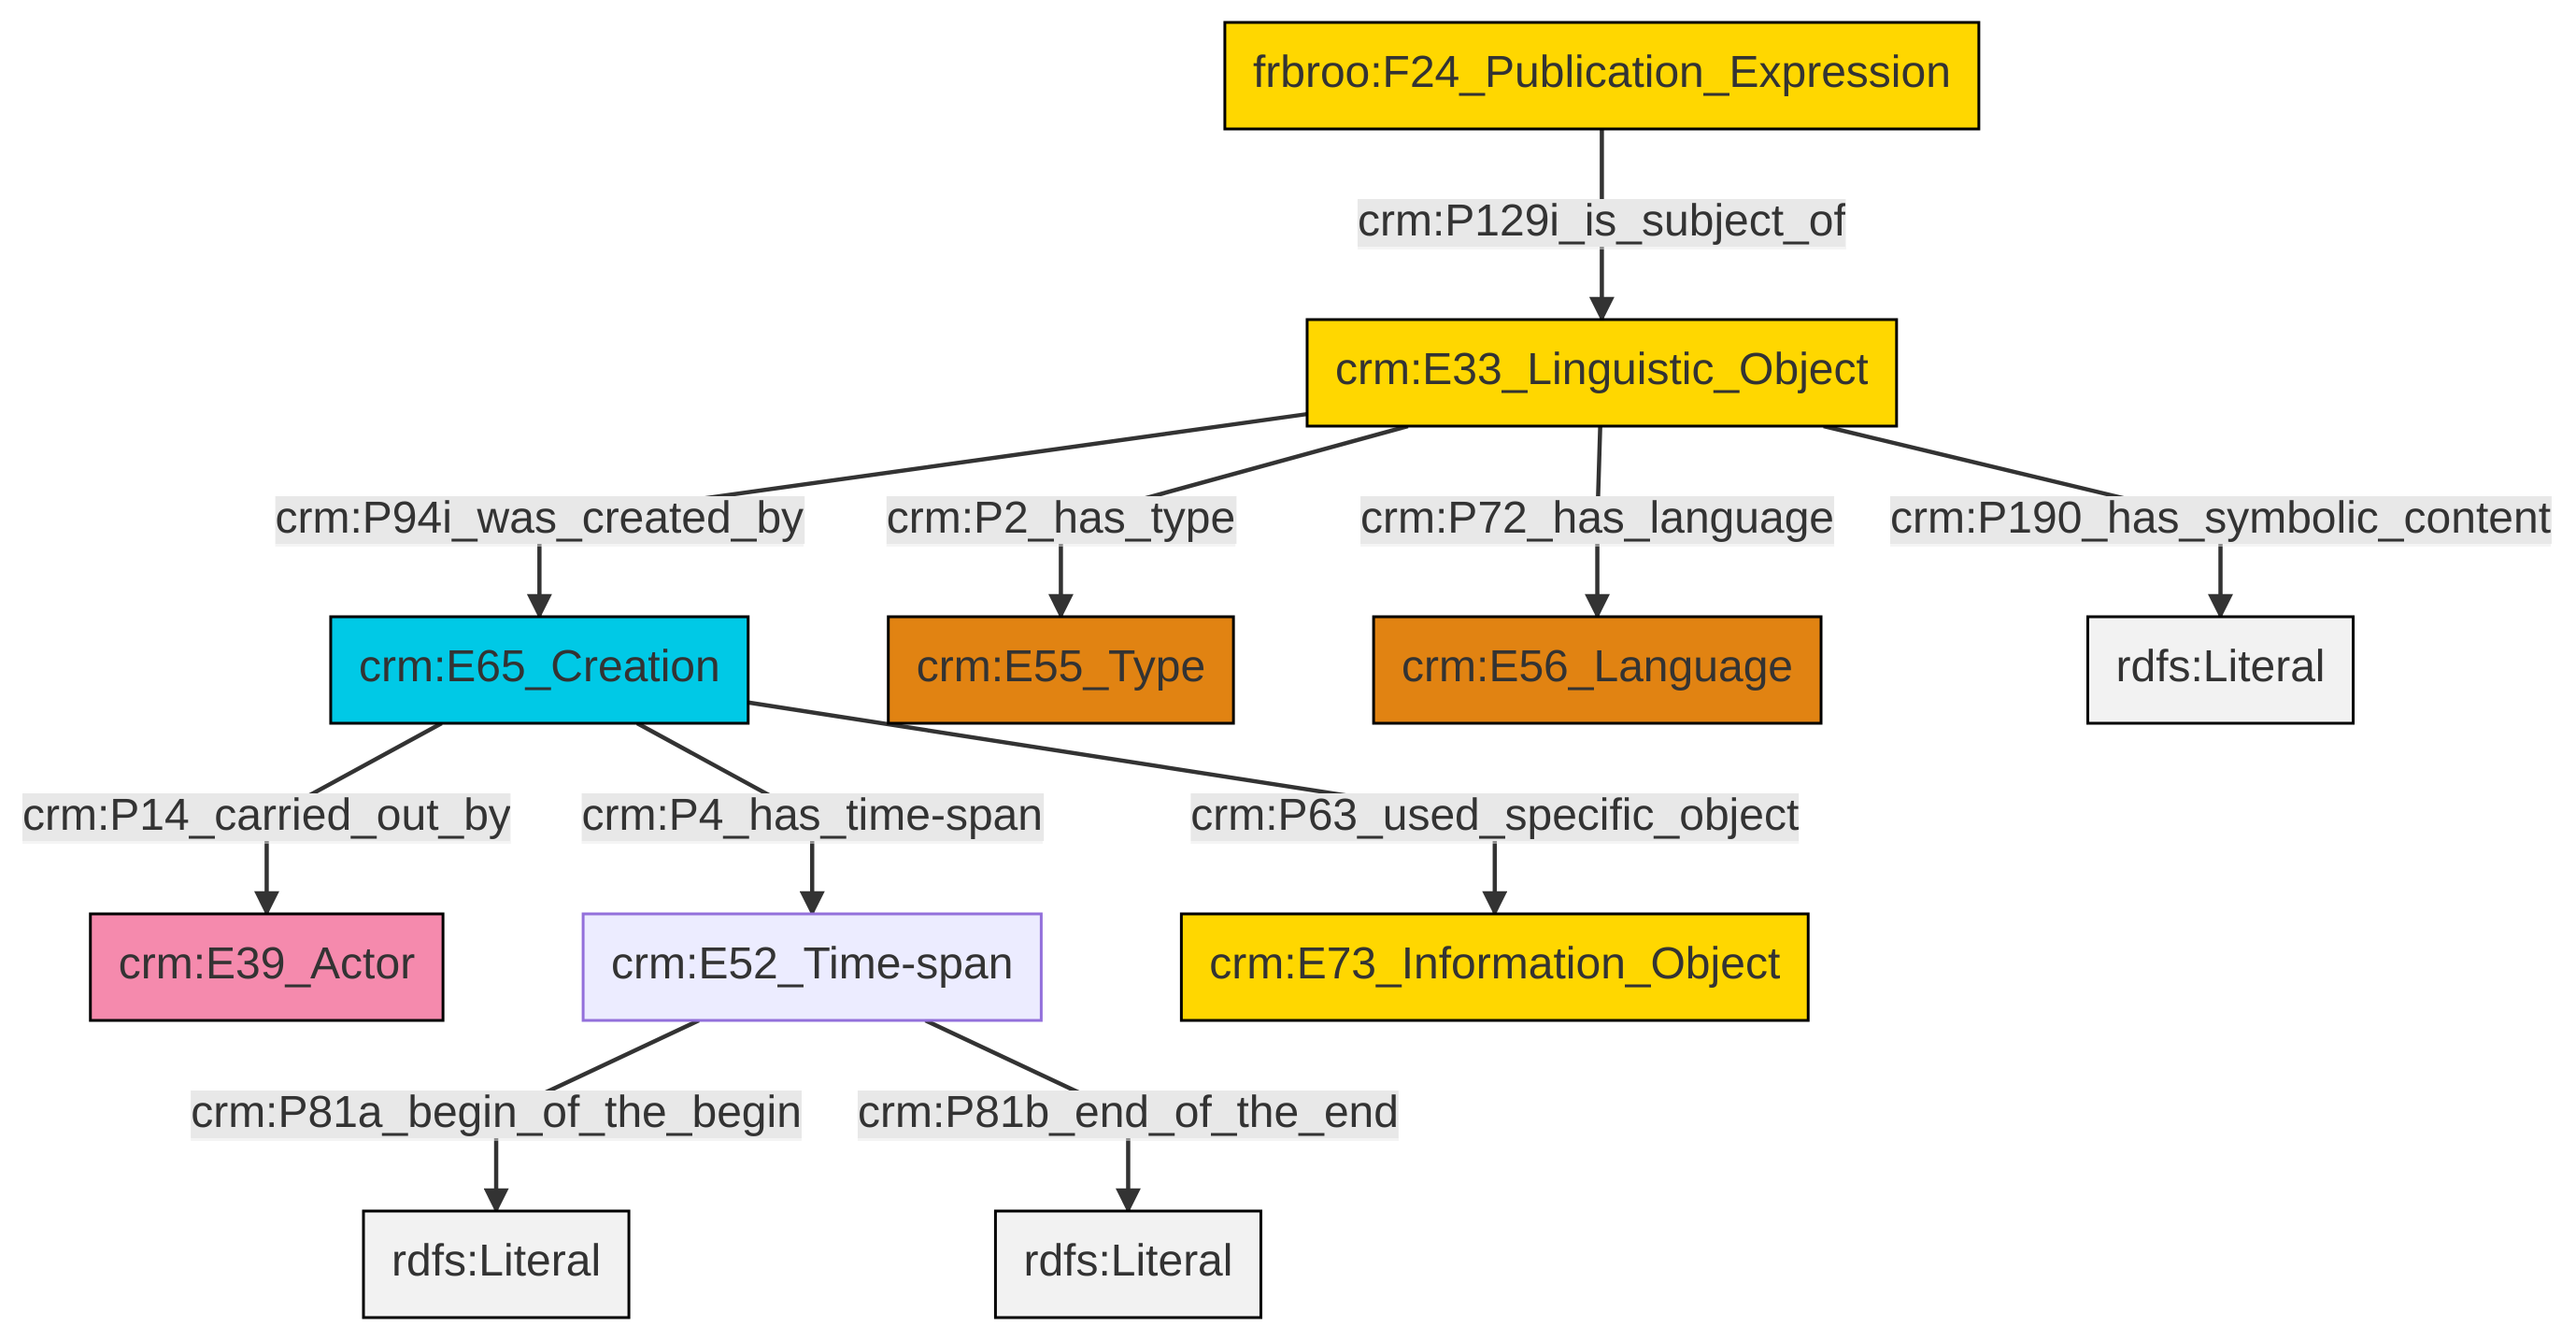 frbroo:F24_Publication_Expression
crm:P129i_is_subject_of
crm:E33_Linguistic_Object
crm:P94i_was_created_by
crm:P2_has_type
crm:P72_has_language
crm:P190_has_symbolic_content
crm:E65_Creation
crm:E55_Type
crm:E56_Language
rdfs:Literal
crm:P14_carried_out_by
crm:P4_has_time-span
crm:P63_used_specific_object
crm:E39_Actor
crm:E52_Time-span
crm:E73_Information_Object
crm:P81a_begin_of_the_begin
crm:P81b_end_of_the_end
rdfs:Literal
rdfs:Literal